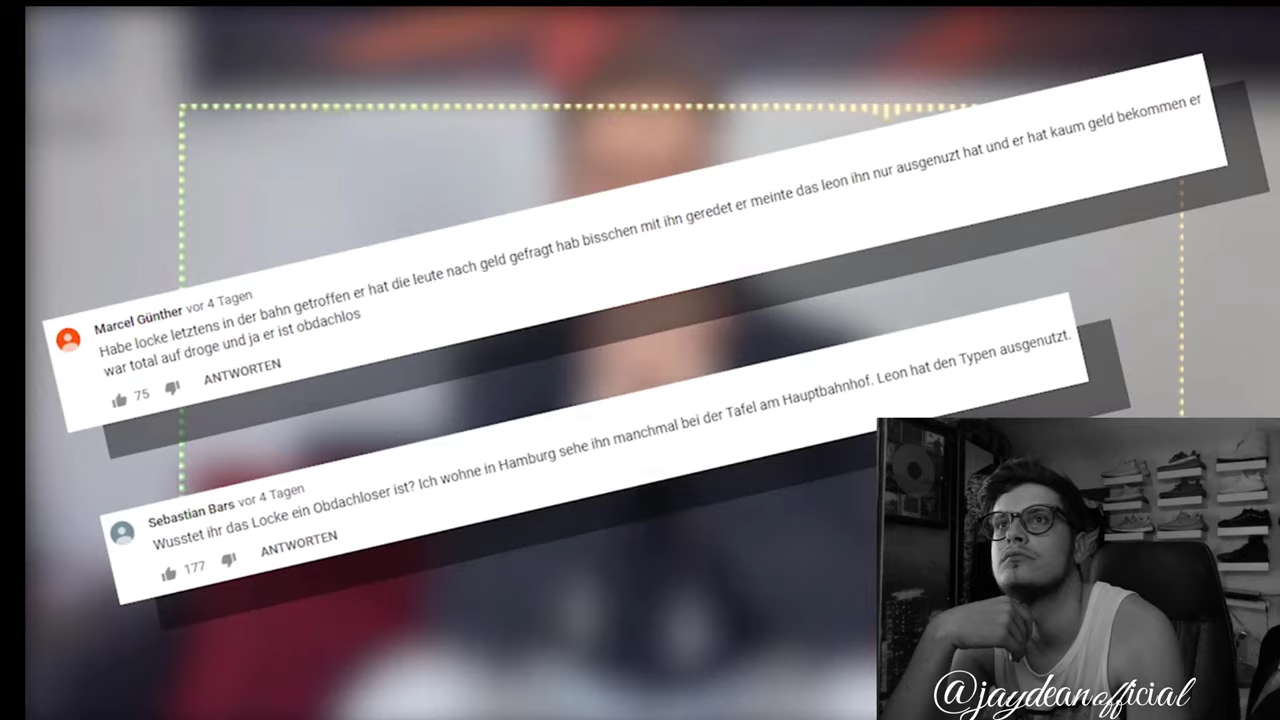 Marcel Günther vor 4 Tagen
Habe locke letztens in der bahn getroffen er hat die leute nach geld gefragt hab bisschen mit ihn geredet er meinte das leon ihn nur ausgenuzt hat und er hat kaum geld bekommen er
war total auf droge und ja er ist obdachlos
75 ANTWORTEN
Sebastian Bars vor 4 Tagen
Wusstet ihr das Locke ein Obdachloser ist? Ich wohne in Hamburg sehe ihn manchmal bei der Tafel am Hauptbahnhof. Leon hat den Typen ausgenutzt.
177 ANTWORTEN
@jaydeanofficial